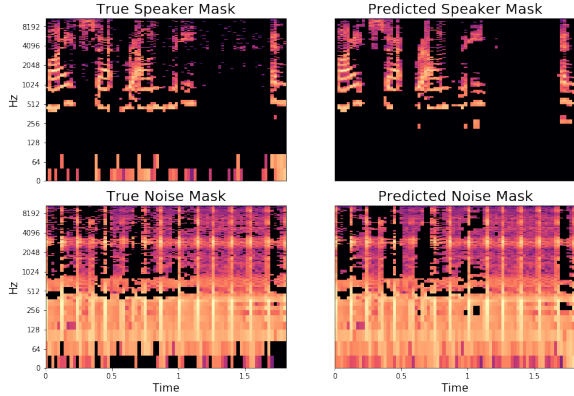 True Speaker Mask
Predicted Speaker Mask
8192
4096
2048
1024
512
256
128
64
0
Hz
True Noise Mask
Predicted Noise Mask
8192
4096
2048
1024
512
256
128
64
0
Hz
0 0.5 1 1.5
0 0.5 1 1.5
Time
Time